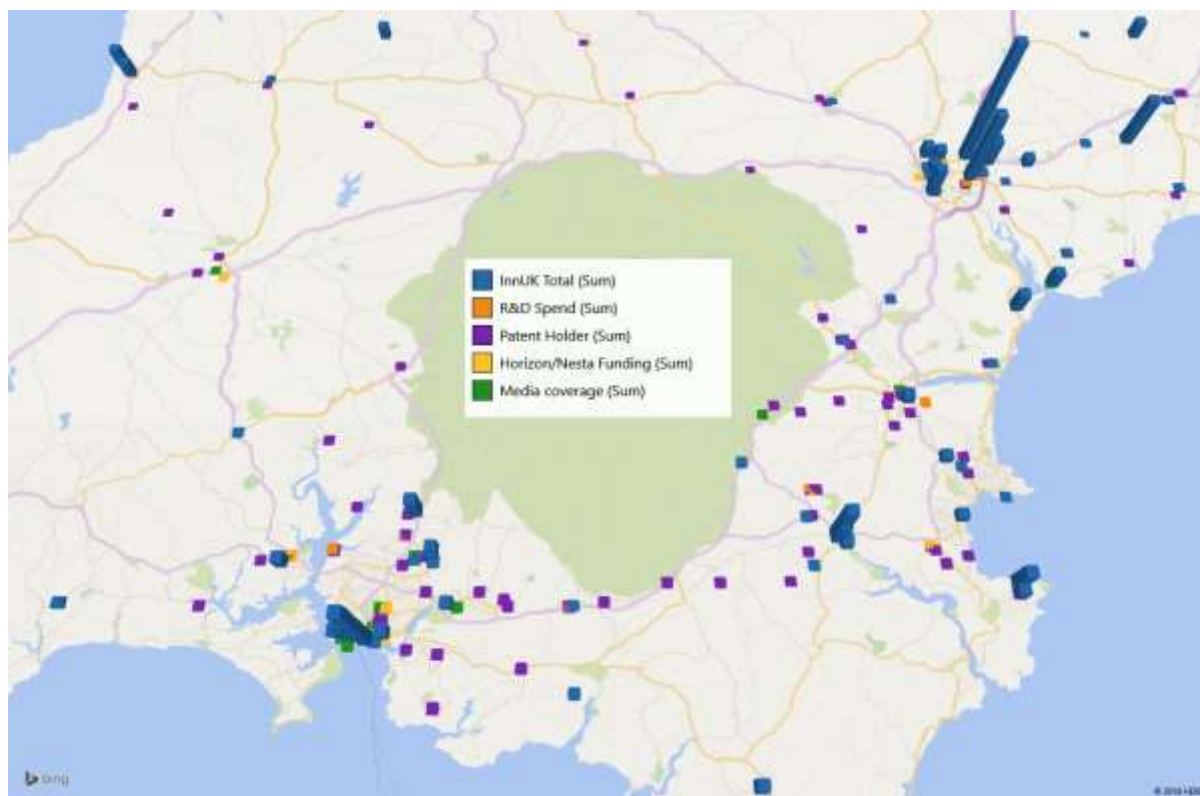 InnUK Total (Sum)
R&D Spend (Sum)
Patent Holder (Sum)
Horizon/Nesta Funding (Sum)
Media coverage (Sum)
bing